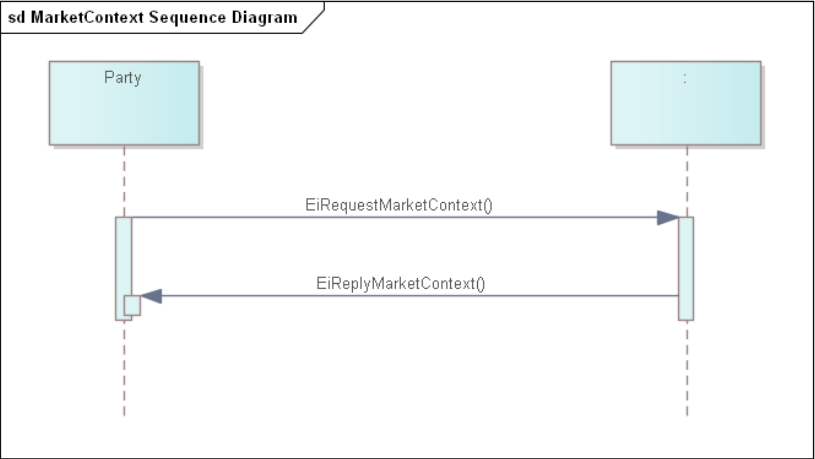 sd MarketContext Sequence Diagram
Party
:
EiRequestMarketContext()
EiReplyMarketContext()